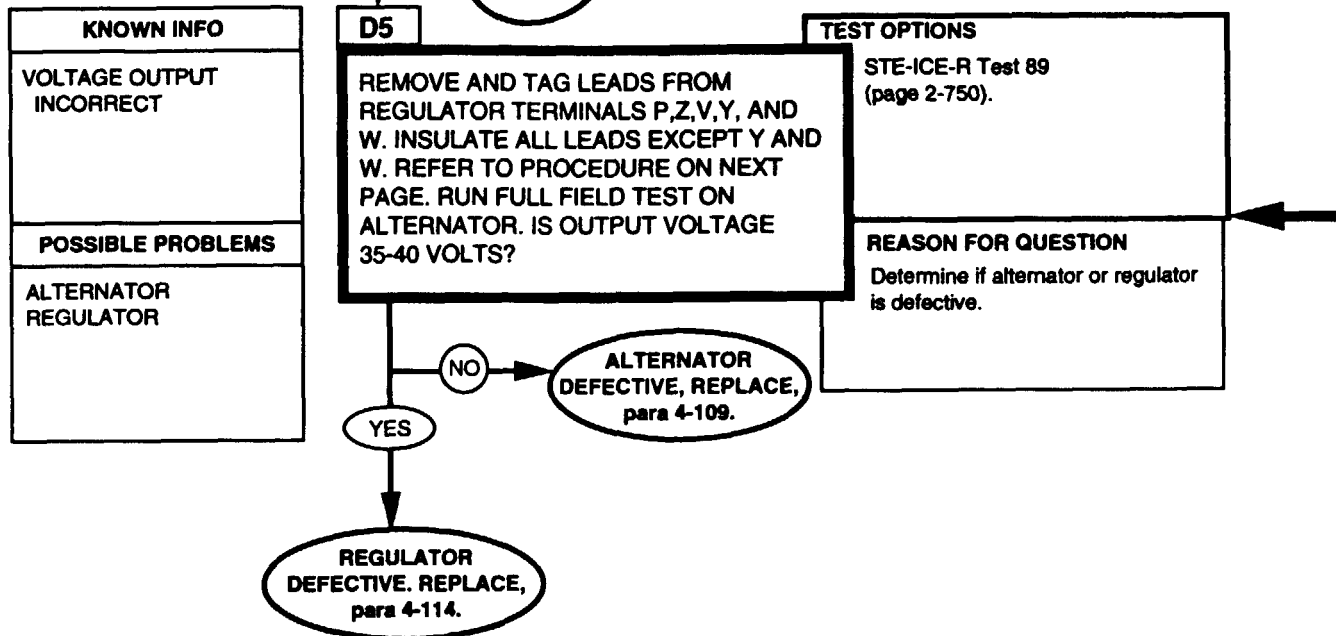 KNOWN INFO
VOLTAGE OUTPUT
INCORRECT
POSSIBLE PROBLEMS
ALTERNATOR
REGULATOR
D5
REMOVE AND TAG LEADS FROM
REGULATOR TERMINALS P,Z,V,Y, AND
W. INSULATE ALL LEADS EXCEPT Y AND
W. REFER TO PROCEDURE ON NEXT
PAGE. RUN FULL FIELD TEST ON
ALTERNATOR. IS OUTPUT VOLTAGE
35-40 VOLTS?
TEST OPTIONS
STE-ICE-R Test 89
(page 2-750).
REASON FOR QUESTION
Determine if alternator or regulator
is defective.
NO
ALTERNATOR
DEFECTIVE, REPLACE,
para 4-109.
YES
REGULATOR
DEFECTIVE. REPLACE,
para 4-114.